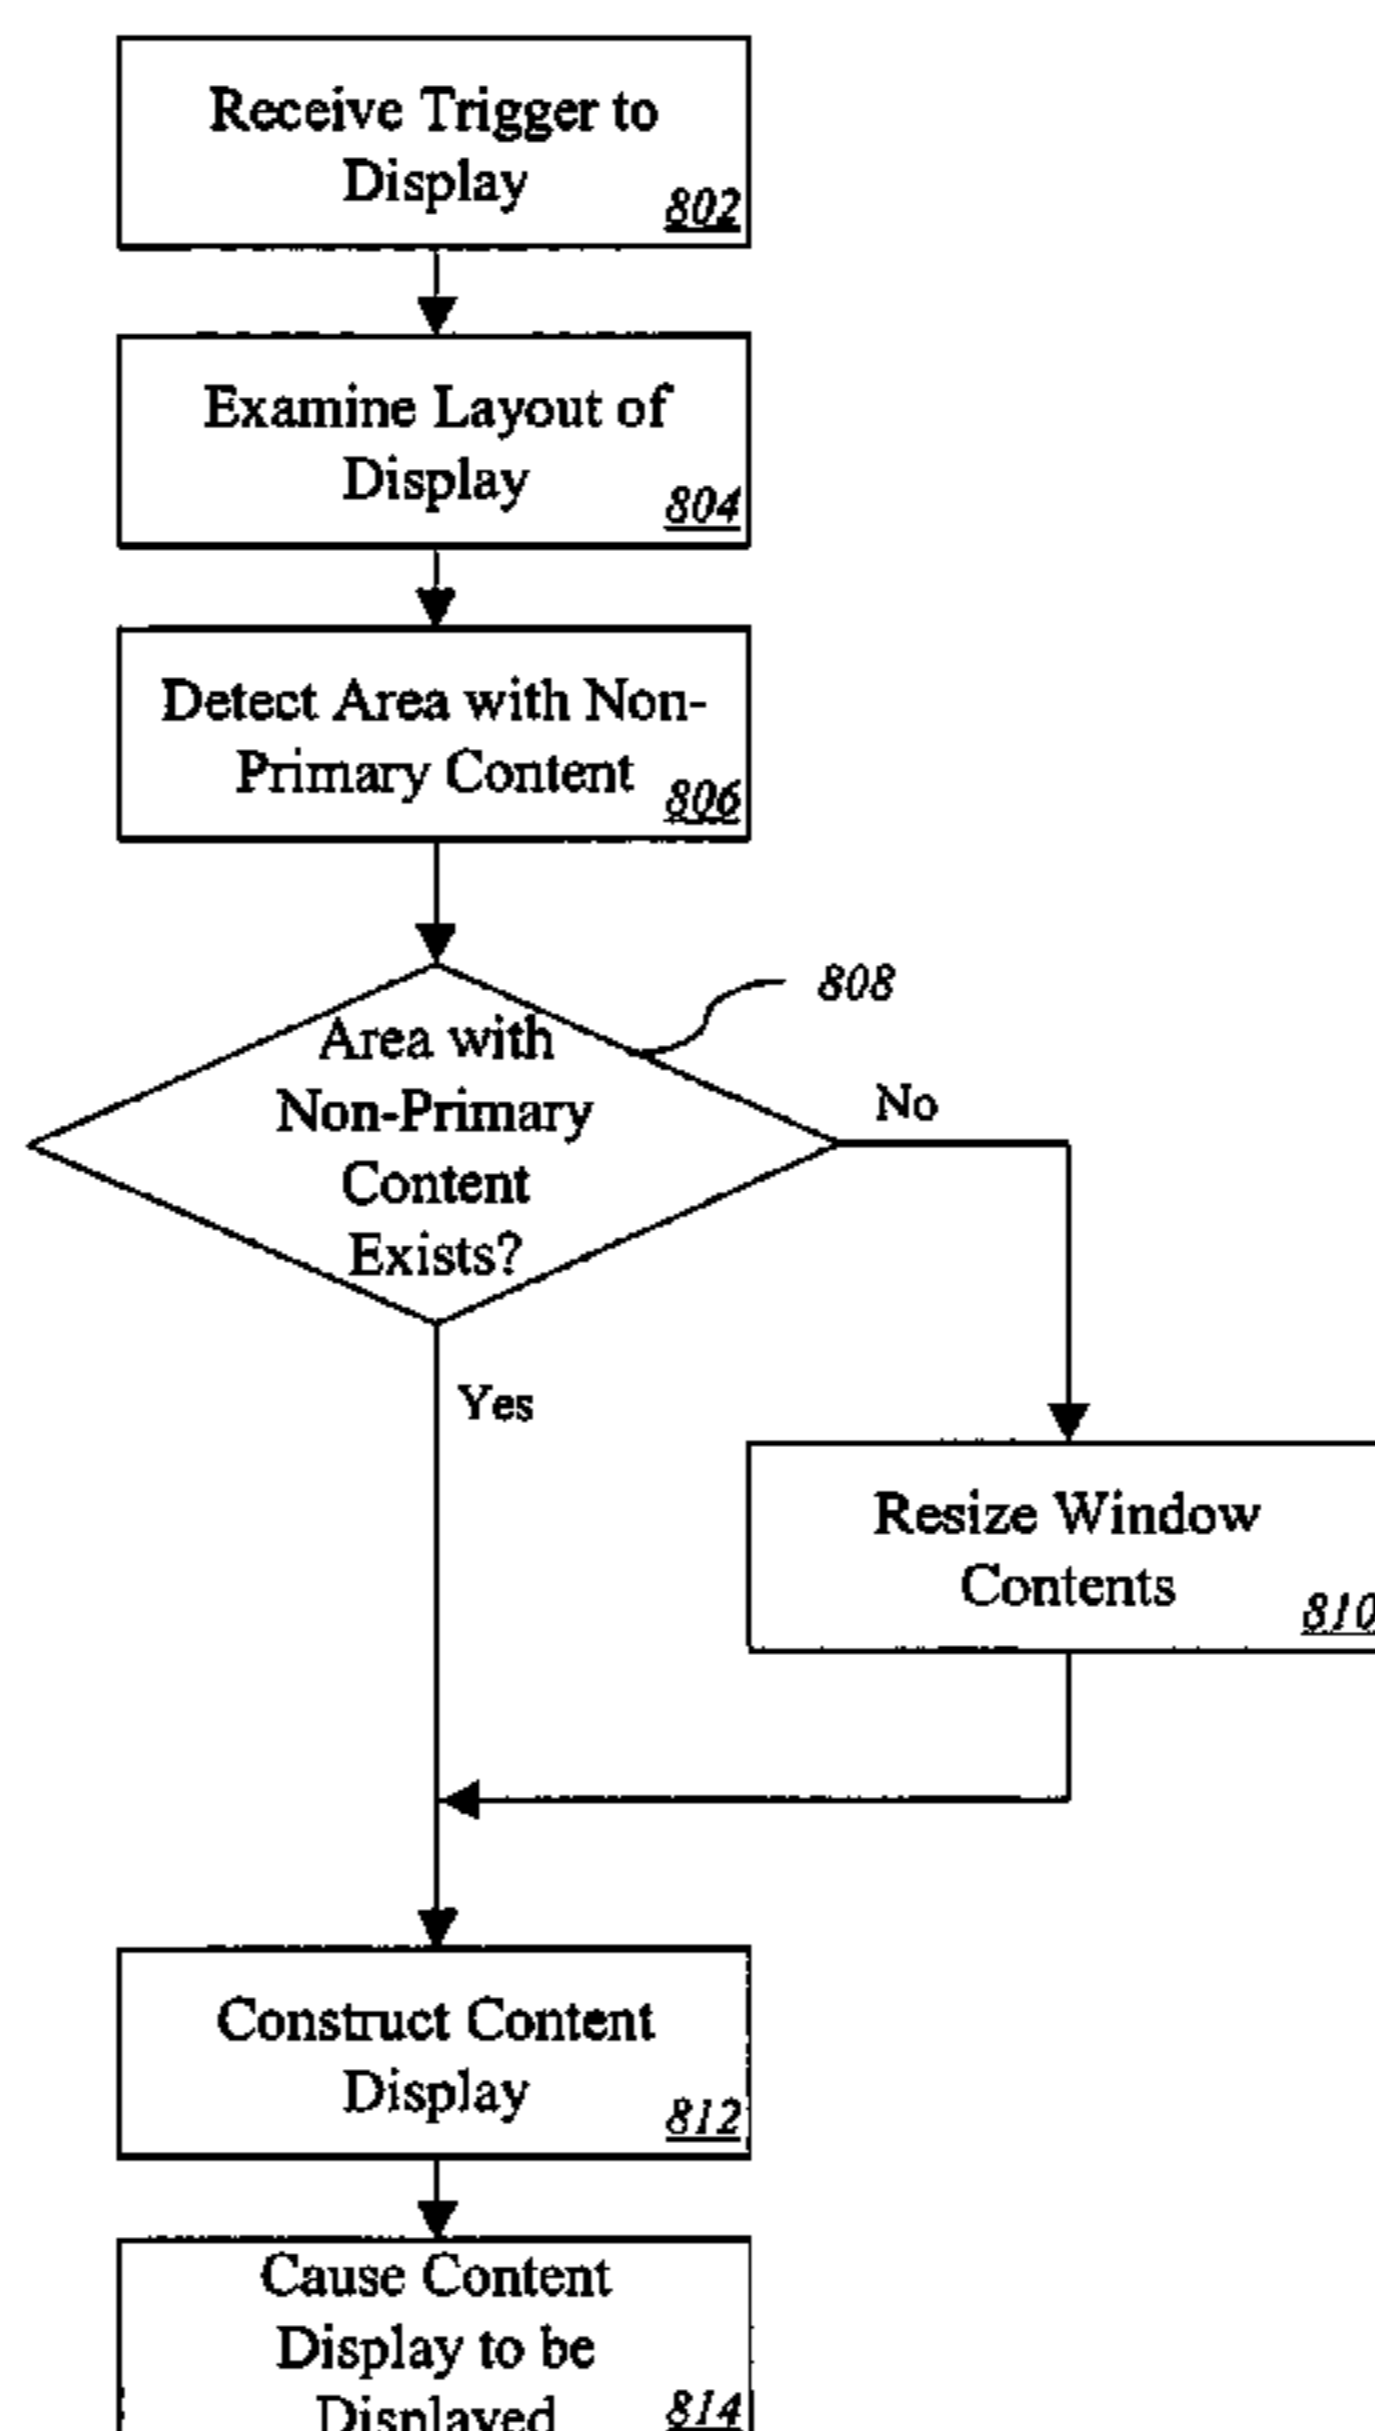 Receive Trigger to
Display
802
Examine Layout of
Display
804
Detect Area with Non-
Primary Content
806
808
Area with
Non-Primary
Content
Exists?
No
Yes
Resize Window
Contents
810
Construct Content
Display
812
Cause Content
Display to be
Displayed
814